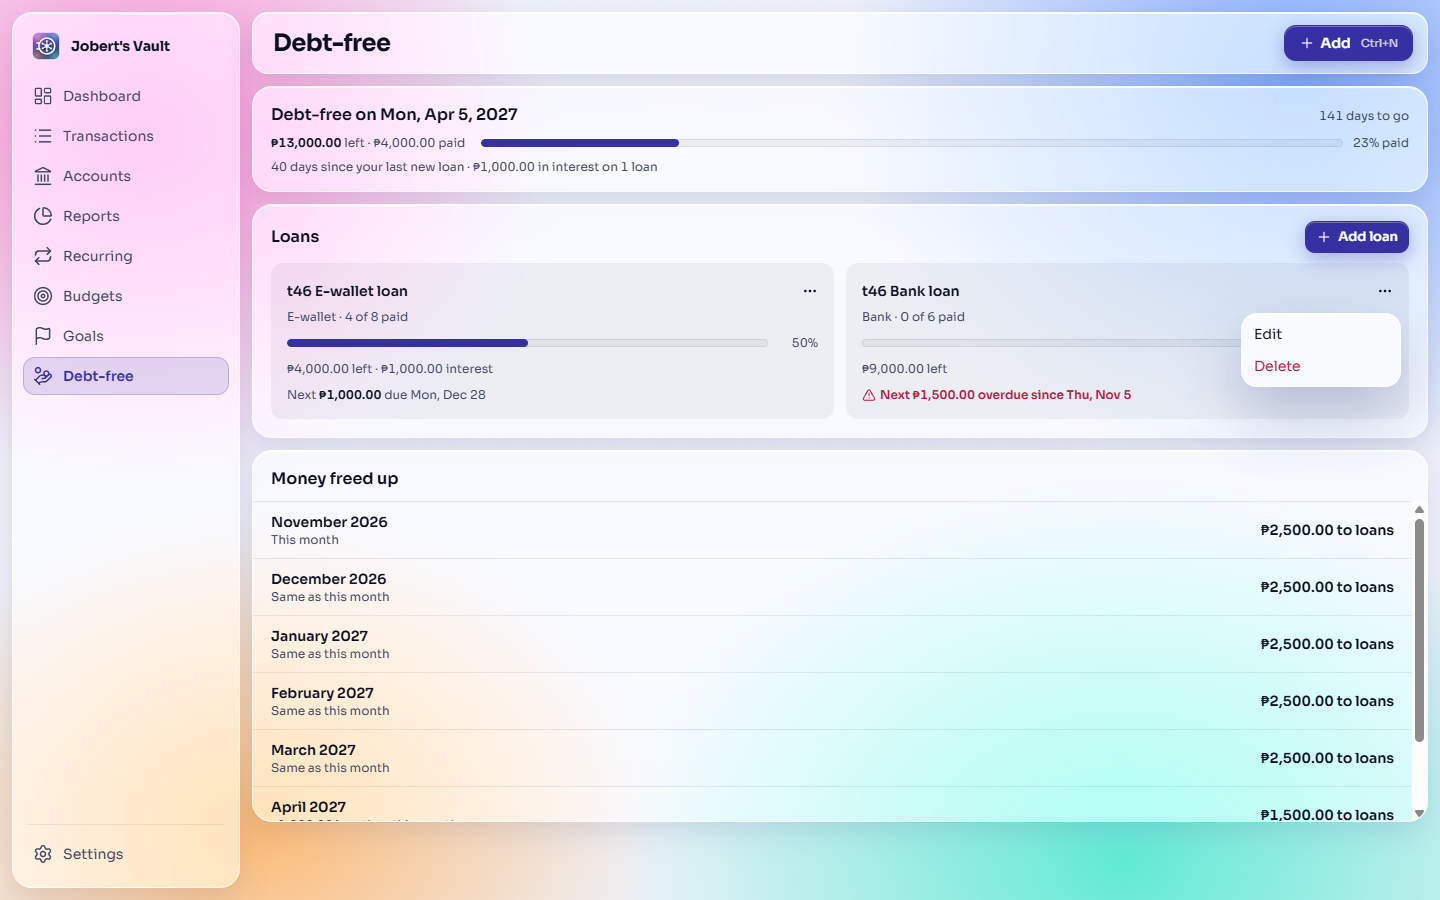 Jobert's Vault
Dashboard
Transactions
Accounts
Reports
Recurring
Budgets
Goals
Debt-free
Settings
Debt-free
+ Add Ctrl+N
Debt-free on Mon, Apr 5, 2027
141 days to go
₱13,000.00 left · ₱4,000.00 paid
23% paid
40 days since your last new loan · ₱1,000.00 in interest on 1 loan
Loans
+ Add loan
t46 E-wallet loan
E-wallet · 4 of 8 paid
50%
₱4,000.00 left · ₱1,000.00 interest
Next ₱1,000.00 due Mon, Dec 28
t46 Bank loan
Bank · 0 of 6 paid
₱9,000.00 left
Next ₱1,500.00 overdue since Thu, Nov 5
Edit
Delete
Money freed up
November 2026
This month
₱2,500.00 to loans
December 2026
Same as this month
₱2,500.00 to loans
January 2027
Same as this month
₱2,500.00 to loans
February 2027
Same as this month
₱2,500.00 to loans
March 2027
Same as this month
₱2,500.00 to loans
April 2027
₱1,500.00 to loans